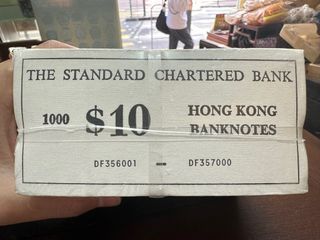 THE STANDARD CHARTERED BANK
1000 $10 HONG KONG
BANKNOTES
DF356001 — DF357000